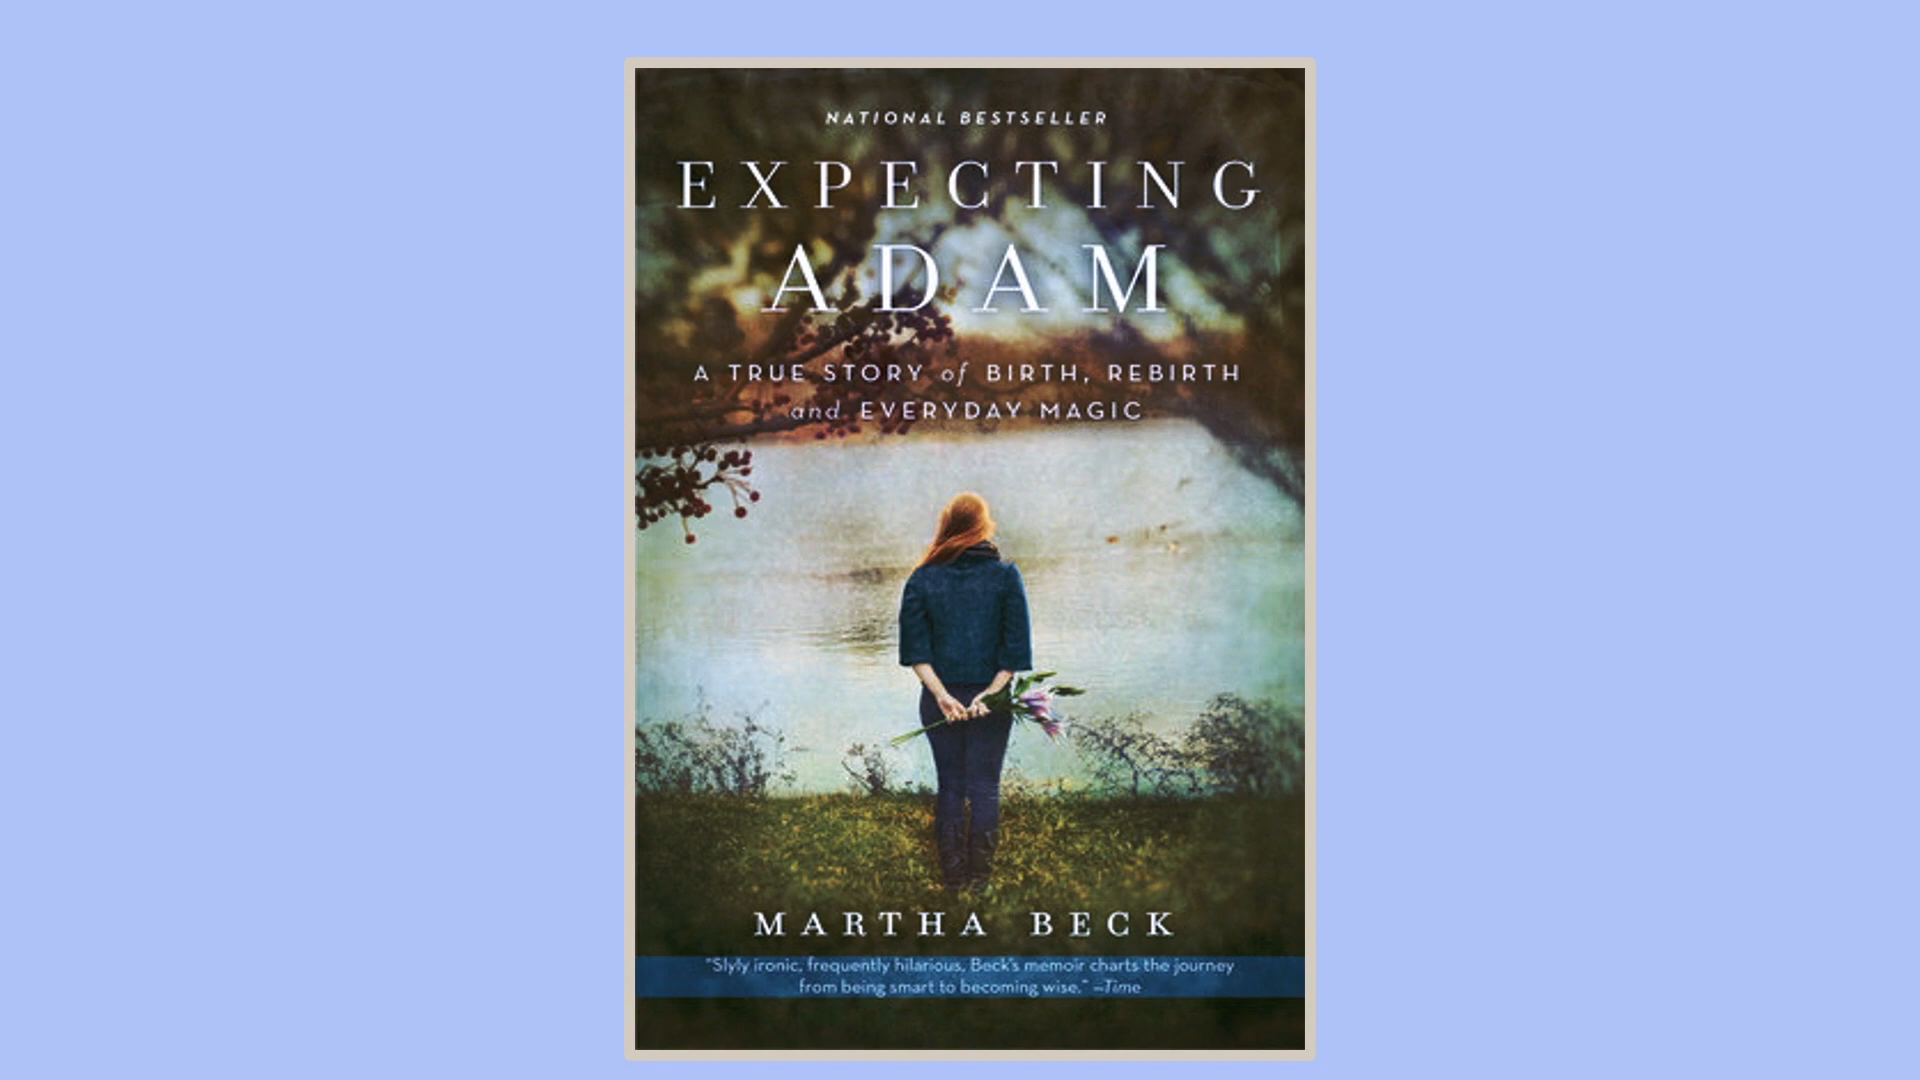 NATIONAL BESTSELLER
EXPECTING
ADAM
A TRUE STORY of BIRTH, REBIRTH
and EVERYDAY MAGIC
MARTHA BECK
"Slyly ironic, frequently hilarious, Beck's memoir charts the journey
from being smart to becoming wise." –Time